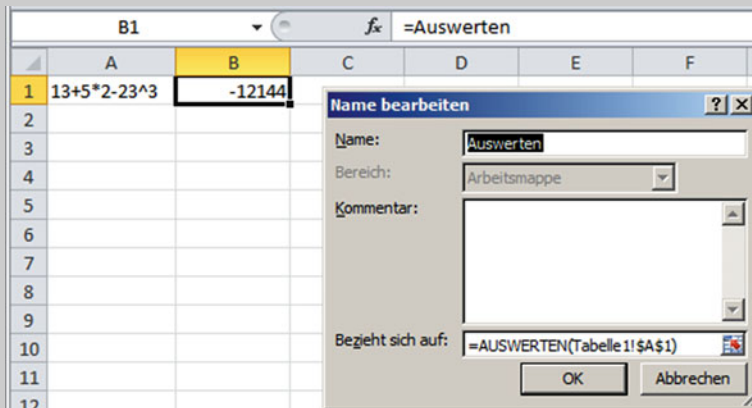 B1 fx =Auswerten
A B C D E F
1 13+5*2-23^3 -12144
2
3
4
5
6
7
8
9
10
11
12
Name bearbeiten
Name: Auswerten
Bereich: Arbeitsmappe
Kommentar:
Bezieht sich auf: =AUSWERTEN(Tabelle1!$A$1)
OK Abbrechen